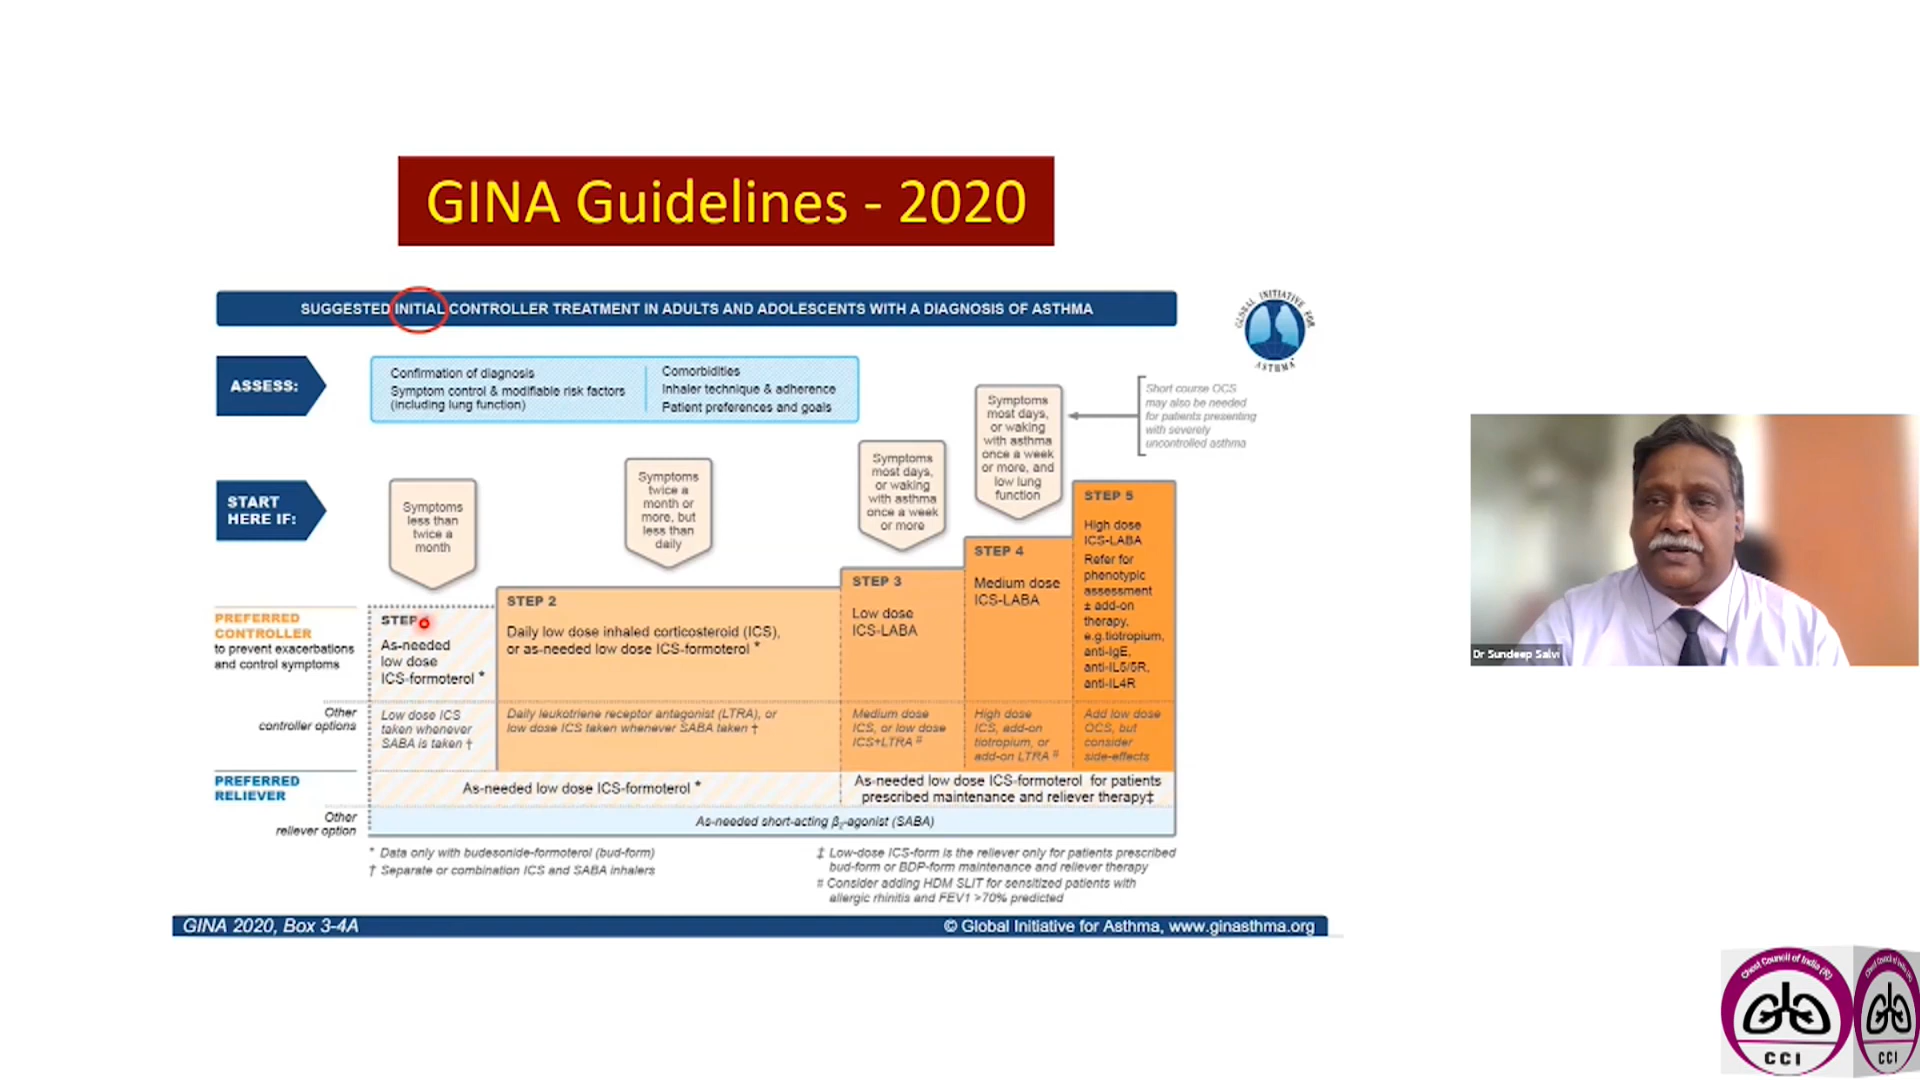 GINA Guidelines - 2020
SUGGESTED INITIAL CONTROLLER TREATMENT IN ADULTS AND ADOLESCENTS WITH A DIAGNOSIS OF ASTHMA
GLOBAL INITIATIVE FOR
ASTHMA
ASSESS:
Confirmation of diagnosis
Symptom control & modifiable risk factors
(including lung function)
Comorbidities
Inhaler technique & adherence
Patient preferences and goals
Short course OCS
may also be needed
for patients presenting
with severely
uncontrolled asthma
START
HERE IF:
Symptoms
less than
twice a
month
Symptoms
twice a
month or
more, but
less than
daily
Symptoms
most days,
or waking
with asthma
once a week
or more
Symptoms
most days,
or waking
with asthma
once a week
or more, and
low lung
function
PREFERRED
CONTROLLER
to prevent exacerbations
and control symptoms
STEP
As-needed
low dose
ICS-formoterol *
STEP 2
Daily low dose inhaled corticosteroid (ICS),
or as-needed low dose ICS-formoterol *
STEP 3
Low dose
ICS-LABA
STEP 4
Medium dose
ICS-LABA
STEP 5
High dose
ICS-LABA
Refer for
phenotypic
assessment
± add-on
therapy,
e.g.tiotropium,
anti-IgE,
anti-IL5/5R,
anti-IL4R
Other
controller options
Low dose ICS
taken whenever
SABA is taken †
Daily leukotriene receptor antagonist (LTRA), or
low dose ICS taken whenever SABA taken †
Medium dose
ICS, or low dose
ICS+LTRA #
High dose
ICS, add-on
tiotropium, or
add-on LTRA #
Add low dose
OCS, but
consider
side-effects
PREFERRED
RELIEVER
As-needed low dose ICS-formoterol *
As-needed low dose ICS-formoterol for patients
prescribed maintenance and reliever therapy‡
Other
reliever option
As-needed short-acting β2-agonist (SABA)
* Data only with budesonide-formoterol (bud-form)
† Separate or combination ICS and SABA inhalers
‡ Low-dose ICS-form is the reliever only for patients prescribed
bud-form or BDP-form maintenance and reliever therapy
# Consider adding HDM SLIT for sensitized patients with
allergic rhinitis and FEV1 >70% predicted
GINA 2020, Box 3-4A
© Global Initiative for Asthma, www.ginasthma.org
Dr Sundeep Salvi
Chest Council of India (R)
CCI
Chest Council of India (R)
CCI